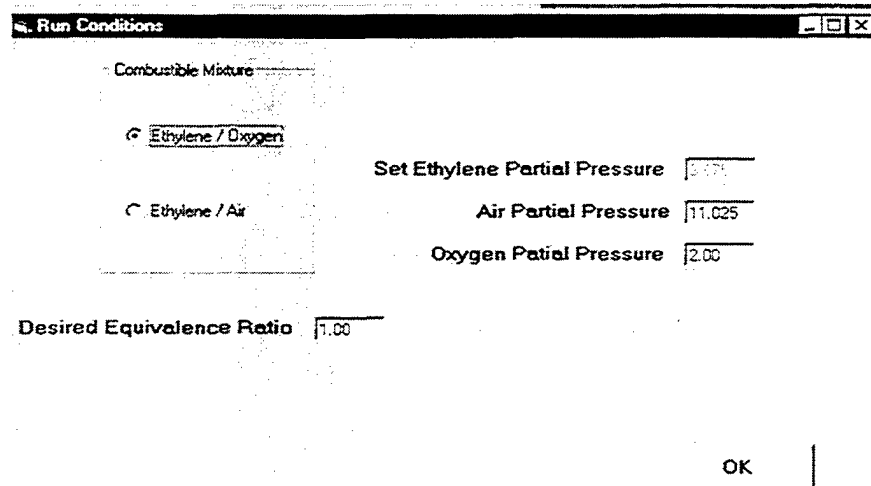 Run Conditions
Combustible Mixture
Ethylene / Oxygen
Set Ethylene Partial Pressure
Ethylene / Air
Air Partial Pressure 11.025
Oxygen Patial Pressure 2.00
Desired Equivalence Ratio 1.00
OK